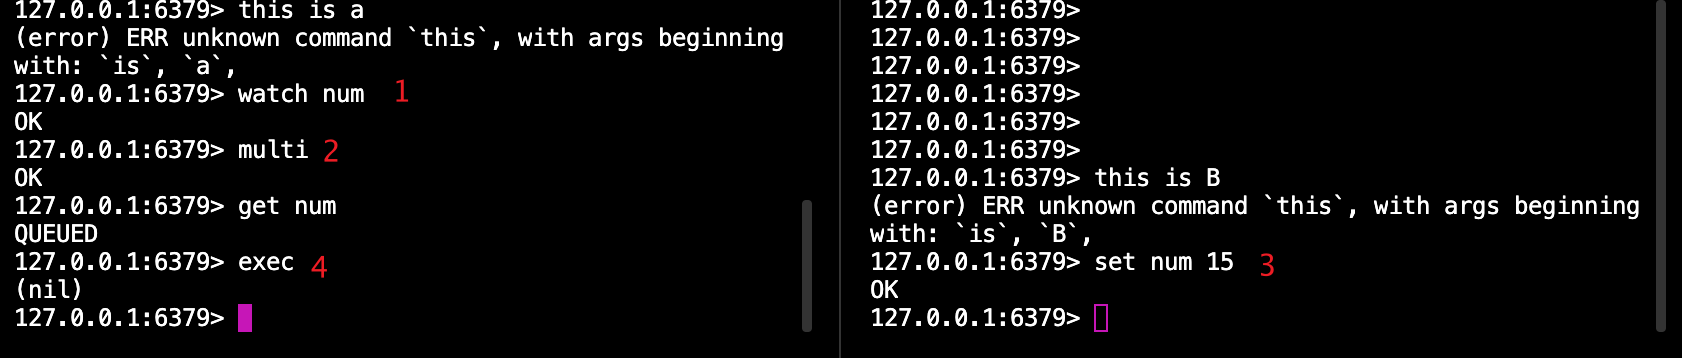 127.0.0.1:6379> this is a
(error) ERR unknown command `this`, with args beginning
with: `is`, `a`,
127.0.0.1:6379> watch num 1
OK
127.0.0.1:6379> multi 2
OK
127.0.0.1:6379> get num
QUEUED
127.0.0.1:6379> exec 4
(nil)
127.0.0.1:6379>
127.0.0.1:6379>
127.0.0.1:6379>
127.0.0.1:6379>
127.0.0.1:6379>
127.0.0.1:6379>
127.0.0.1:6379>
127.0.0.1:6379> this is B
(error) ERR unknown command `this`, with args beginning
with: `is`, `B`,
127.0.0.1:6379> set num 15 3
OK
127.0.0.1:6379>